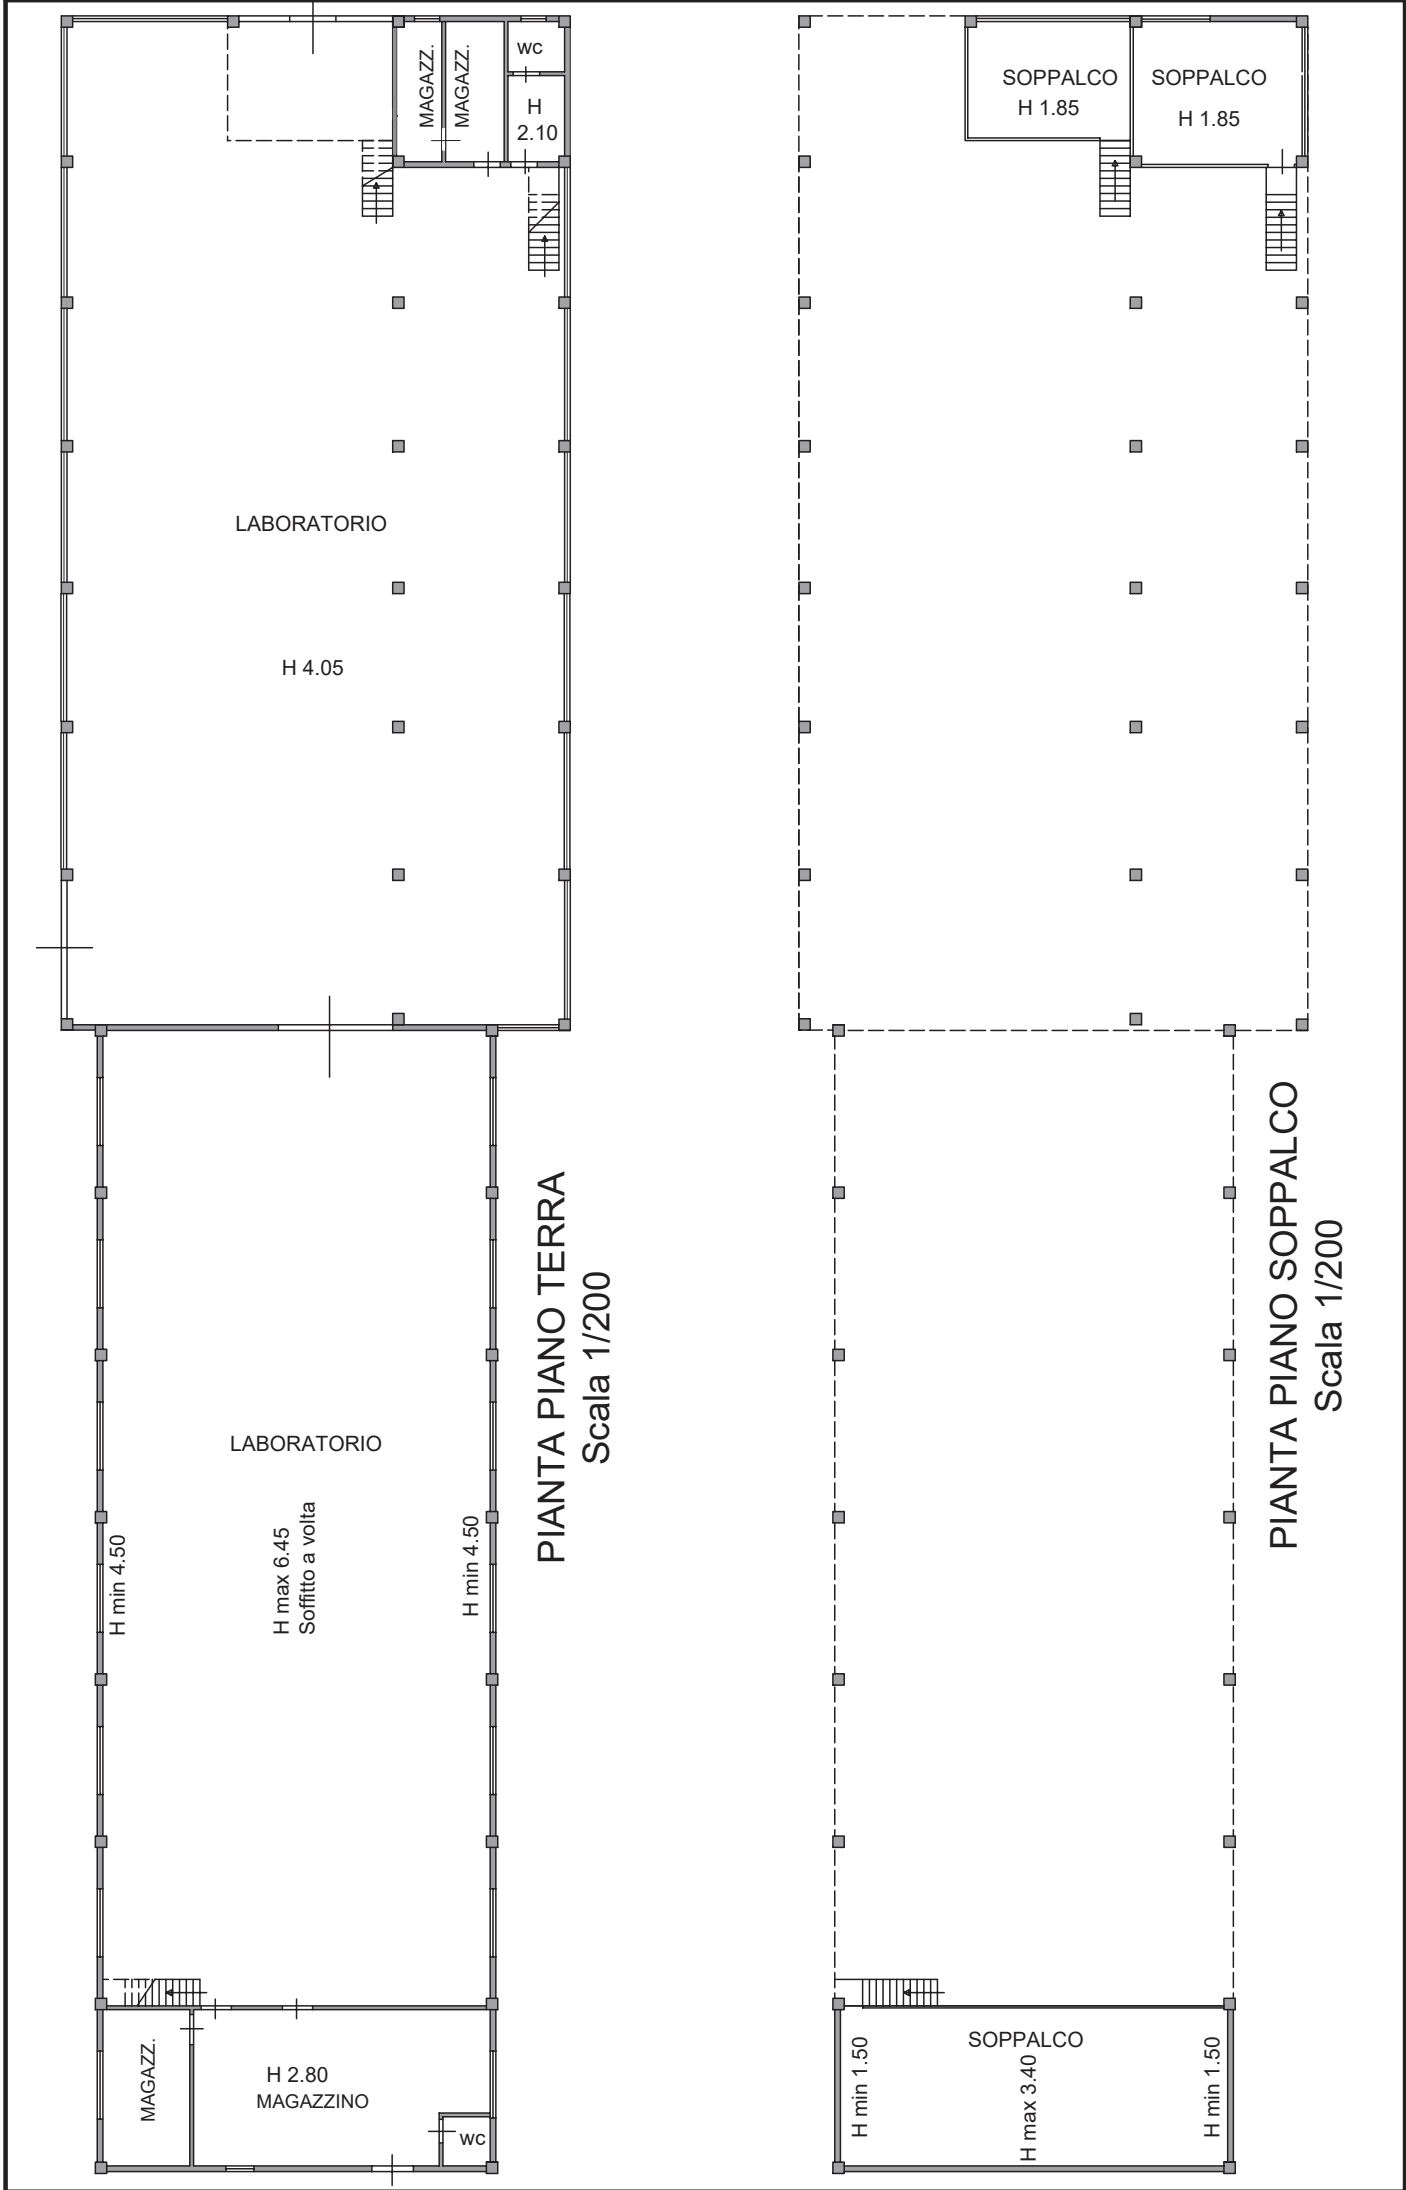 MAGAZZ.
MAGAZZ.
wc
H
2.10
LABORATORIO
H 4.05
LABORATORIO
H min 4.50
H max 6.45
Soffitto a volta
H min 4.50
MAGAZZ.
H 2.80
MAGAZZINO
wc
PIANTA PIANO TERRA
Scala 1/200
SOPPALCO
H 1.85
SOPPALCO
H 1.85
SOPPALCO
H min 1.50
H max 3.40
H min 1.50
PIANTA PIANO SOPPALCO
Scala 1/200